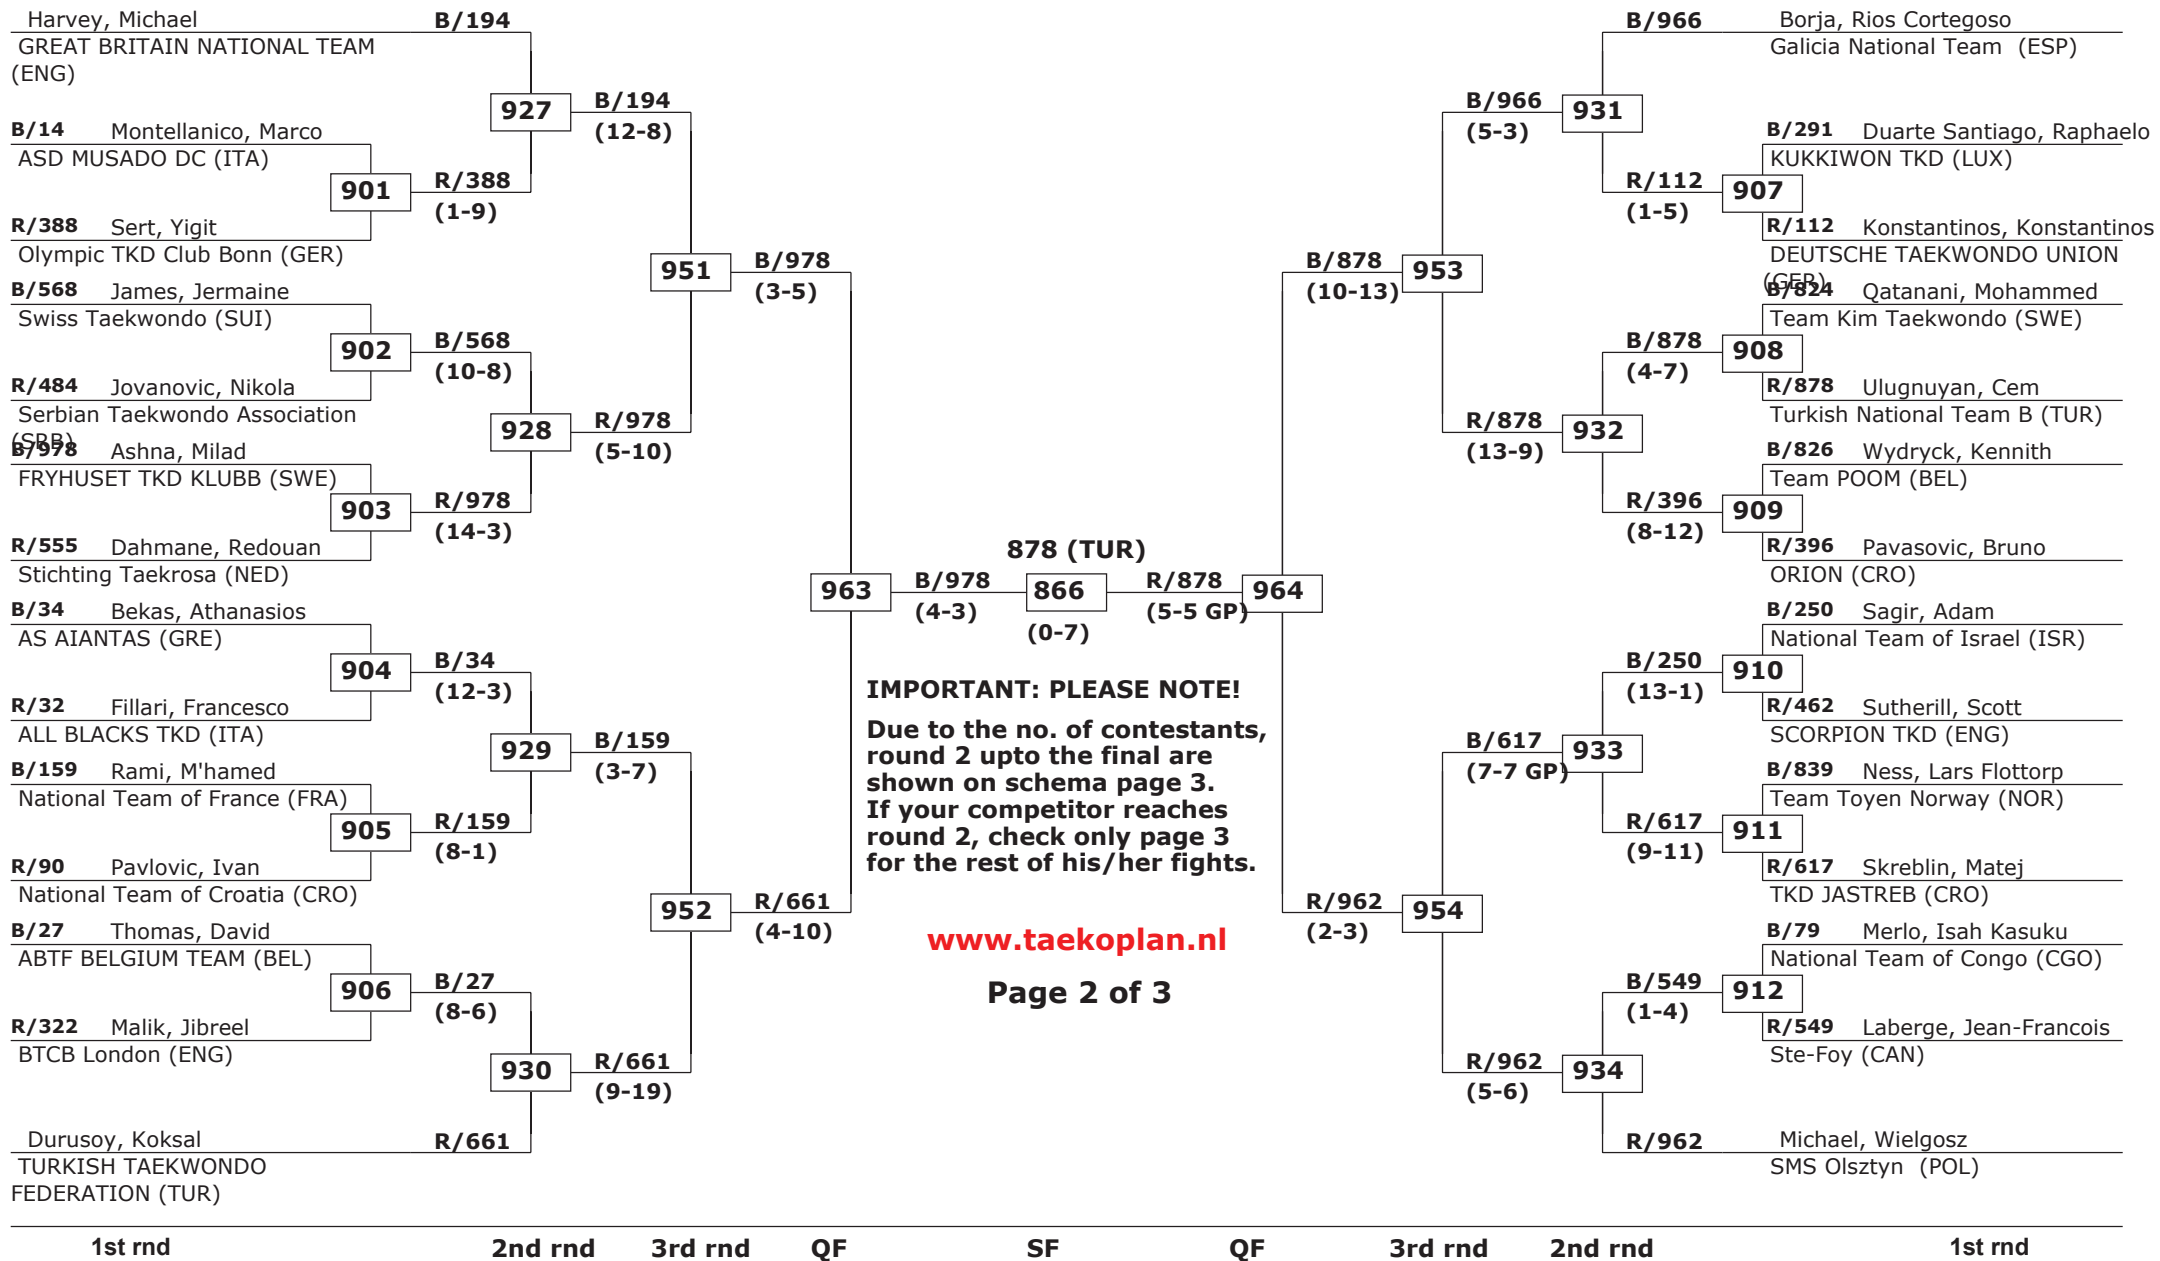 Harvey, Michael
GREAT BRITAIN NATIONAL TEAM
(ENG)
B/194
B/14 Montellanico, Marco
ASD MUSADO DC (ITA)
901
R/388
(1-9)
R/388 Sert, Yigit
Olympic TKD Club Bonn (GER)
927
B/194
(12-8)
B/568 James, Jermaine
Swiss Taekwondo (SUI)
902
B/568
(10-8)
R/484 Jovanovic, Nikola
Serbian Taekwondo Association
(SRB)
B/978 Ashna, Milad
FRYHUSET TKD KLUBB (SWE)
903
R/978
(14-3)
R/555 Dahmane, Redouan
Stichting Taekrosa (NED)
928
R/978
(5-10)
951
B/978
(3-5)
B/34 Bekas, Athanasios
AS AIANTAS (GRE)
904
B/34
(12-3)
R/32 Fillari, Francesco
ALL BLACKS TKD (ITA)
929
B/159
(3-7)
B/159 Rami, M'hamed
National Team of France (FRA)
905
R/159
(8-1)
R/90 Pavlovic, Ivan
National Team of Croatia (CRO)
B/27 Thomas, David
ABTF BELGIUM TEAM (BEL)
906
B/27
(8-6)
R/322 Malik, Jibreel
BTCB London (ENG)
930
R/661
(9-19)
952
R/661
(4-10)
Durusoy, Koksal
TURKISH TAEKWONDO
FEDERATION (TUR)
R/661
963
B/978
(4-3)
878 (TUR)
866
(0-7)
R/878
(5-5 GP)
964
IMPORTANT: PLEASE NOTE!
Due to the no. of contestants,
round 2 upto the final are
shown on schema page 3.
If your competitor reaches
round 2, check only page 3
for the rest of his/her fights.
www.taekoplan.nl
Page 2 of 3
B/966
Borja, Rios Cortegoso
Galicia National Team (ESP)
B/966
(5-3)
931
B/291 Duarte Santiago, Raphaelo
KUKKIWON TKD (LUX)
R/112
(1-5)
907
R/112 Konstantinos, Konstantinos
DEUTSCHE TAEKWONDO UNION
(GER)
B/878
(10-13)
953
B/824 Qatanani, Mohammed
Team Kim Taekwondo (SWE)
B/878
(4-7)
908
R/878 Ulugnuyan, Cem
Turkish National Team B (TUR)
R/878
(13-9)
932
B/826 Wydryck, Kennith
Team POOM (BEL)
R/396
(8-12)
909
R/396 Pavasovic, Bruno
ORION (CRO)
B/250 Sagir, Adam
National Team of Israel (ISR)
B/250
(13-1)
910
R/462 Sutherill, Scott
SCORPION TKD (ENG)
B/617
(7-7 GP)
933
B/839 Ness, Lars Flottorp
Team Toyen Norway (NOR)
R/617
(9-11)
911
R/617 Skreblin, Matej
TKD JASTREB (CRO)
R/962
(2-3)
954
B/79 Merlo, Isah Kasuku
National Team of Congo (CGO)
B/549
(1-4)
912
R/549 Laberge, Jean-Francois
Ste-Foy (CAN)
R/962
(5-6)
934
R/962
Michael, Wielgosz
SMS Olsztyn (POL)
1st rnd 2nd rnd 3rd rnd QF SF QF 3rd rnd 2nd rnd 1st rnd